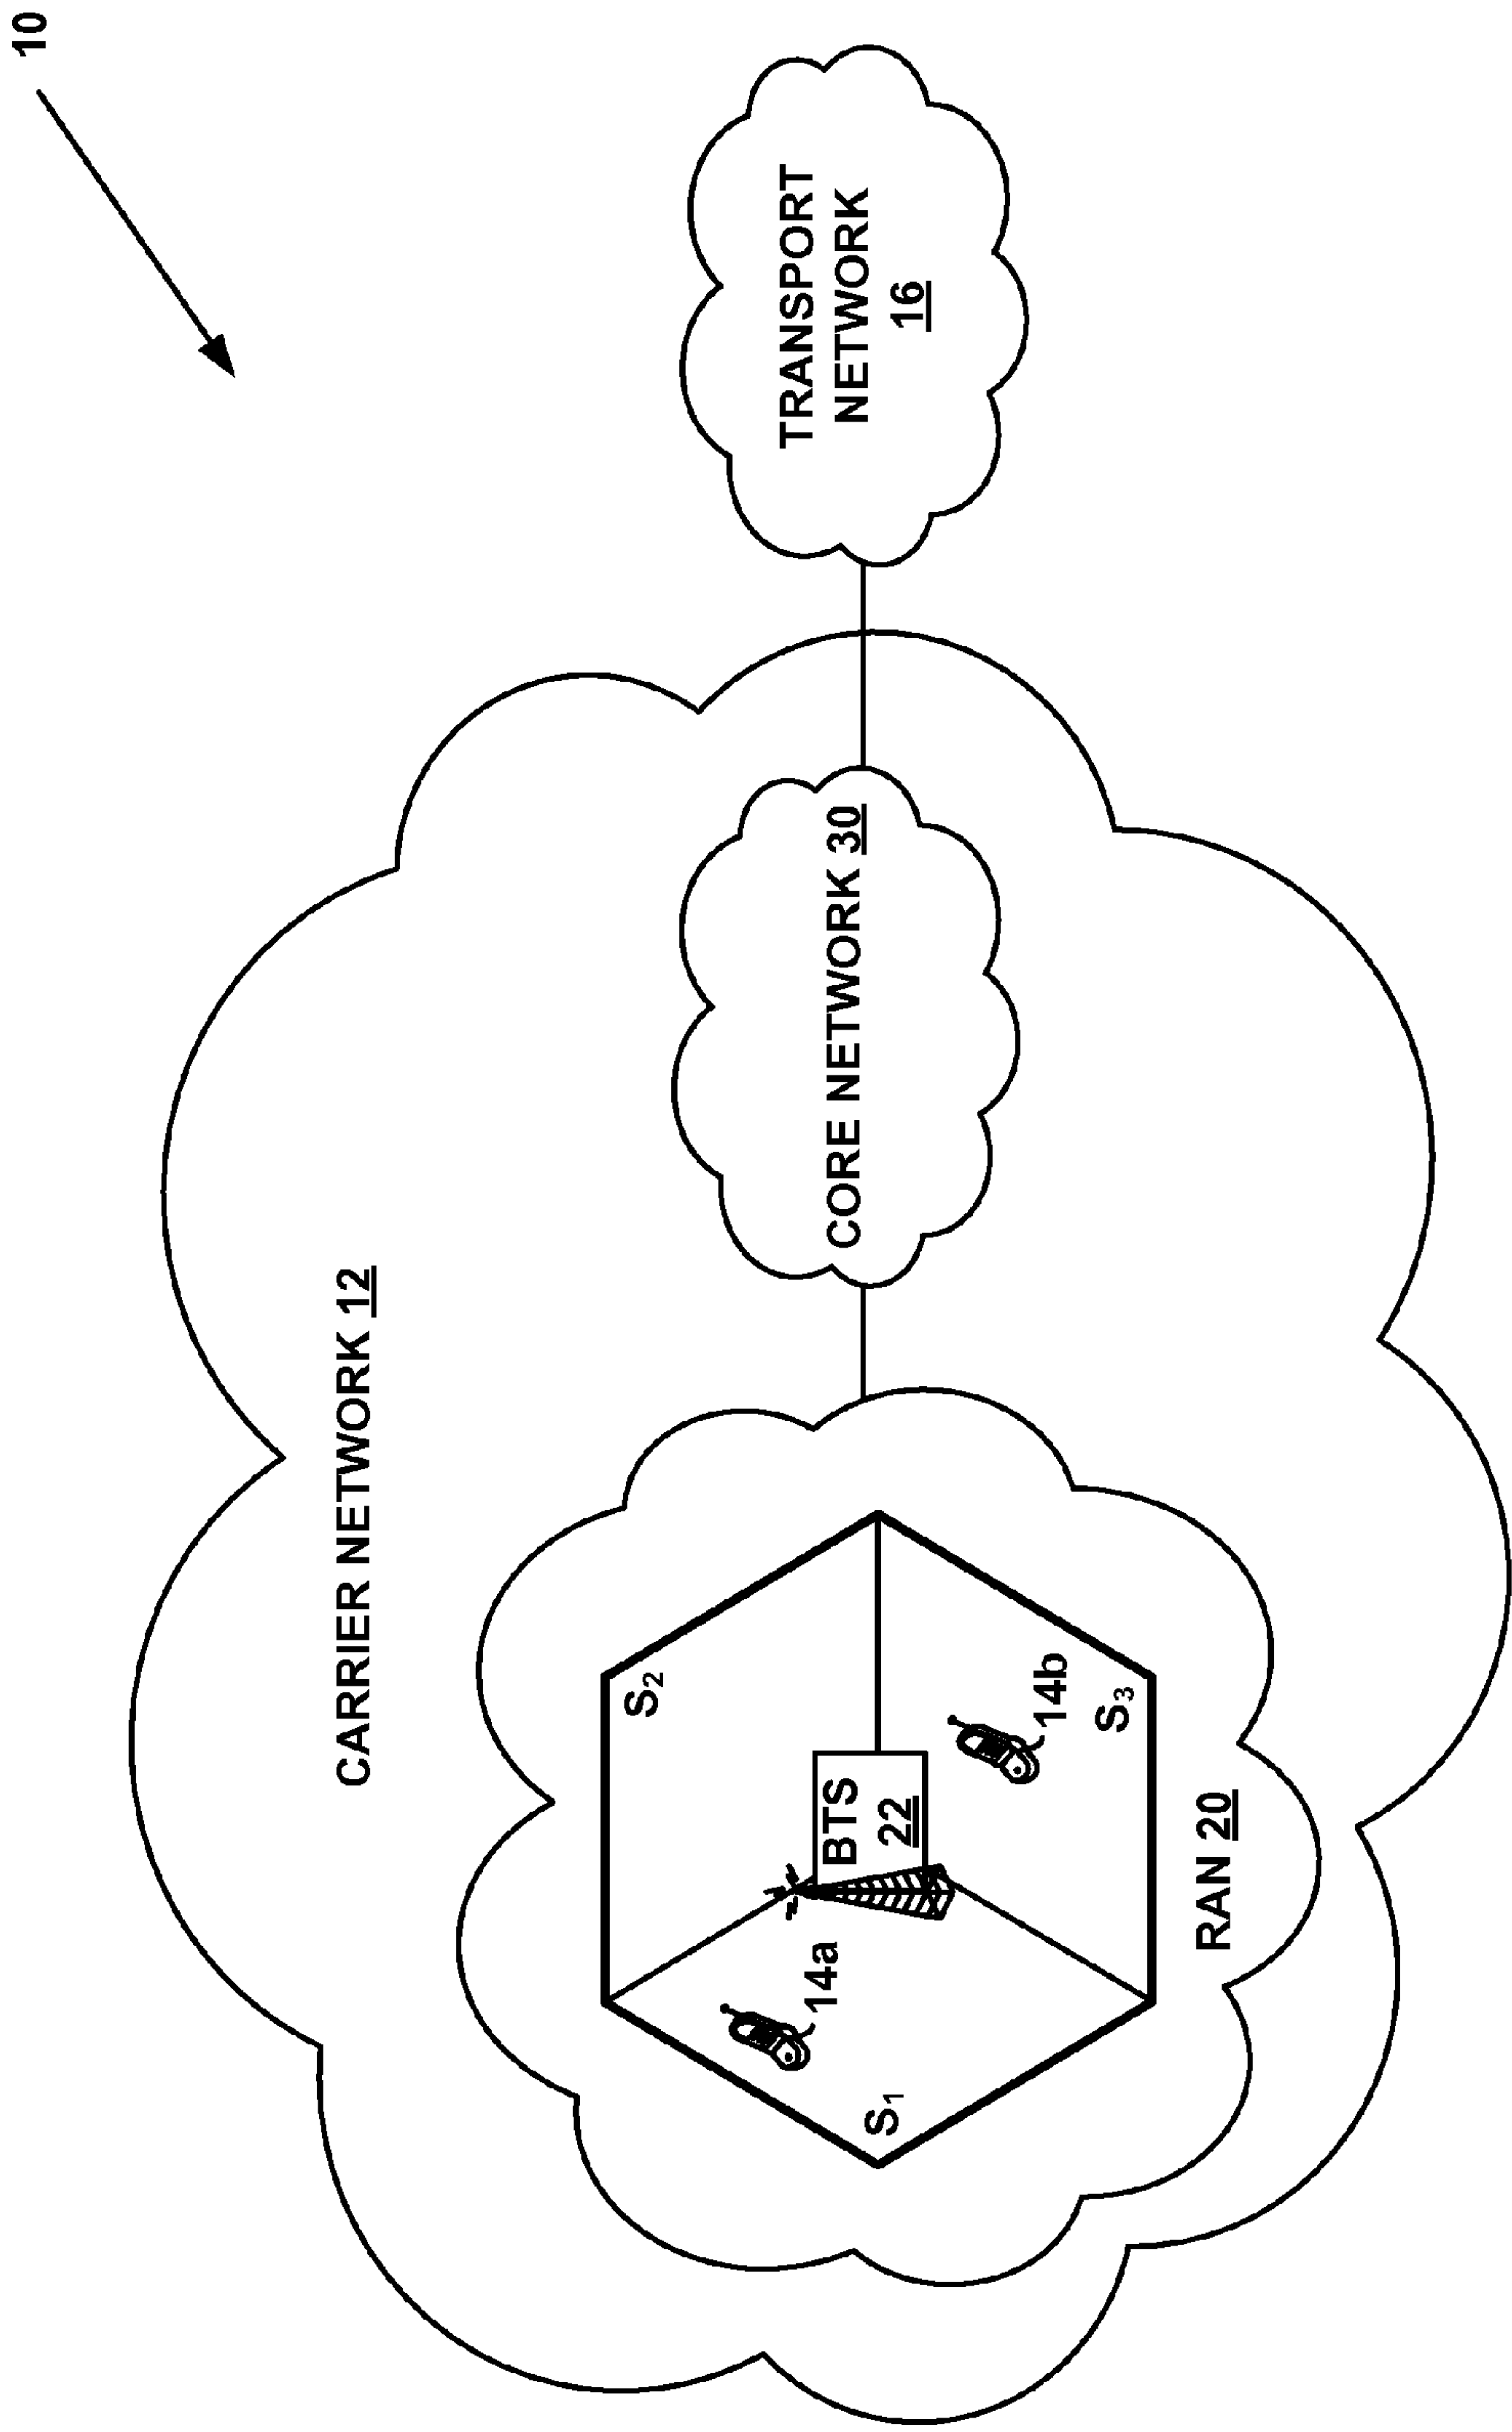 10
CARRIER NETWORK 12
TRANSPORT
NETWORK
16
CORE NETWORK 30
S₂
14a
BTS
22
S₁
14b
S₃
RAN 20